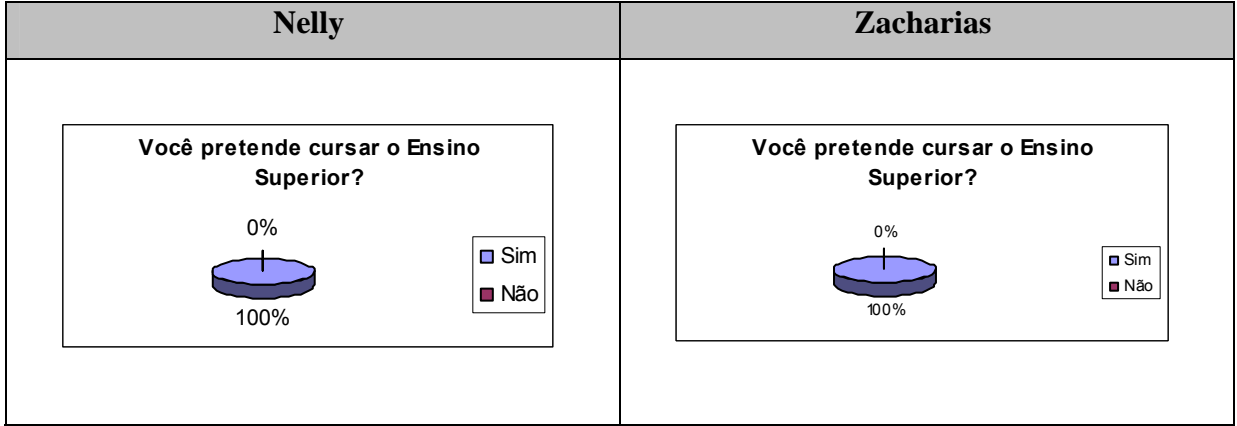 Nelly
Zacharias
Você pretende cursar o Ensino
Superior?
0%
100%
Sim
Não
Você pretende cursar o Ensino
Superior?
0%
100%
Sim
Não